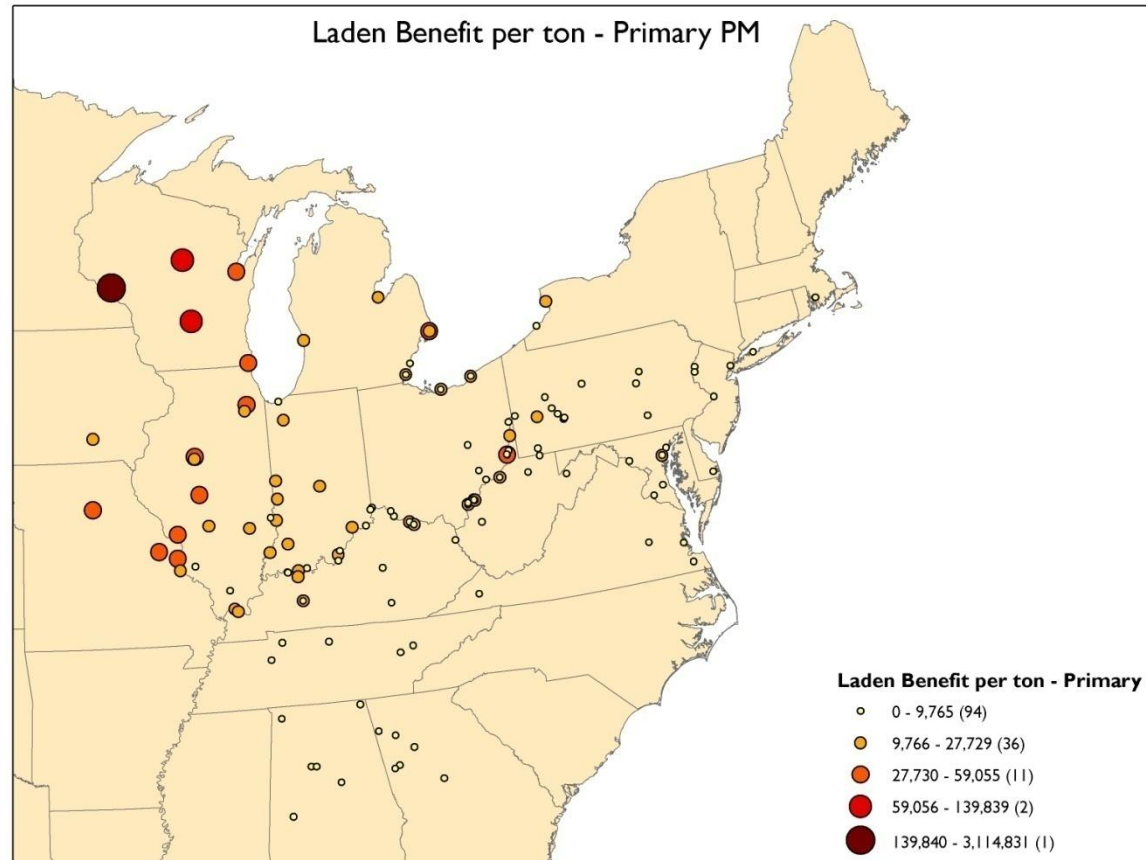 Laden Benefit per ton - Primary PM
Laden Benefit per ton - Primary
0 - 9,765 (94)
9,766 - 27,729 (36)
27,730 - 59,055 (11)
59,056 - 139,839 (2)
139,840 - 3,114,831 (1)